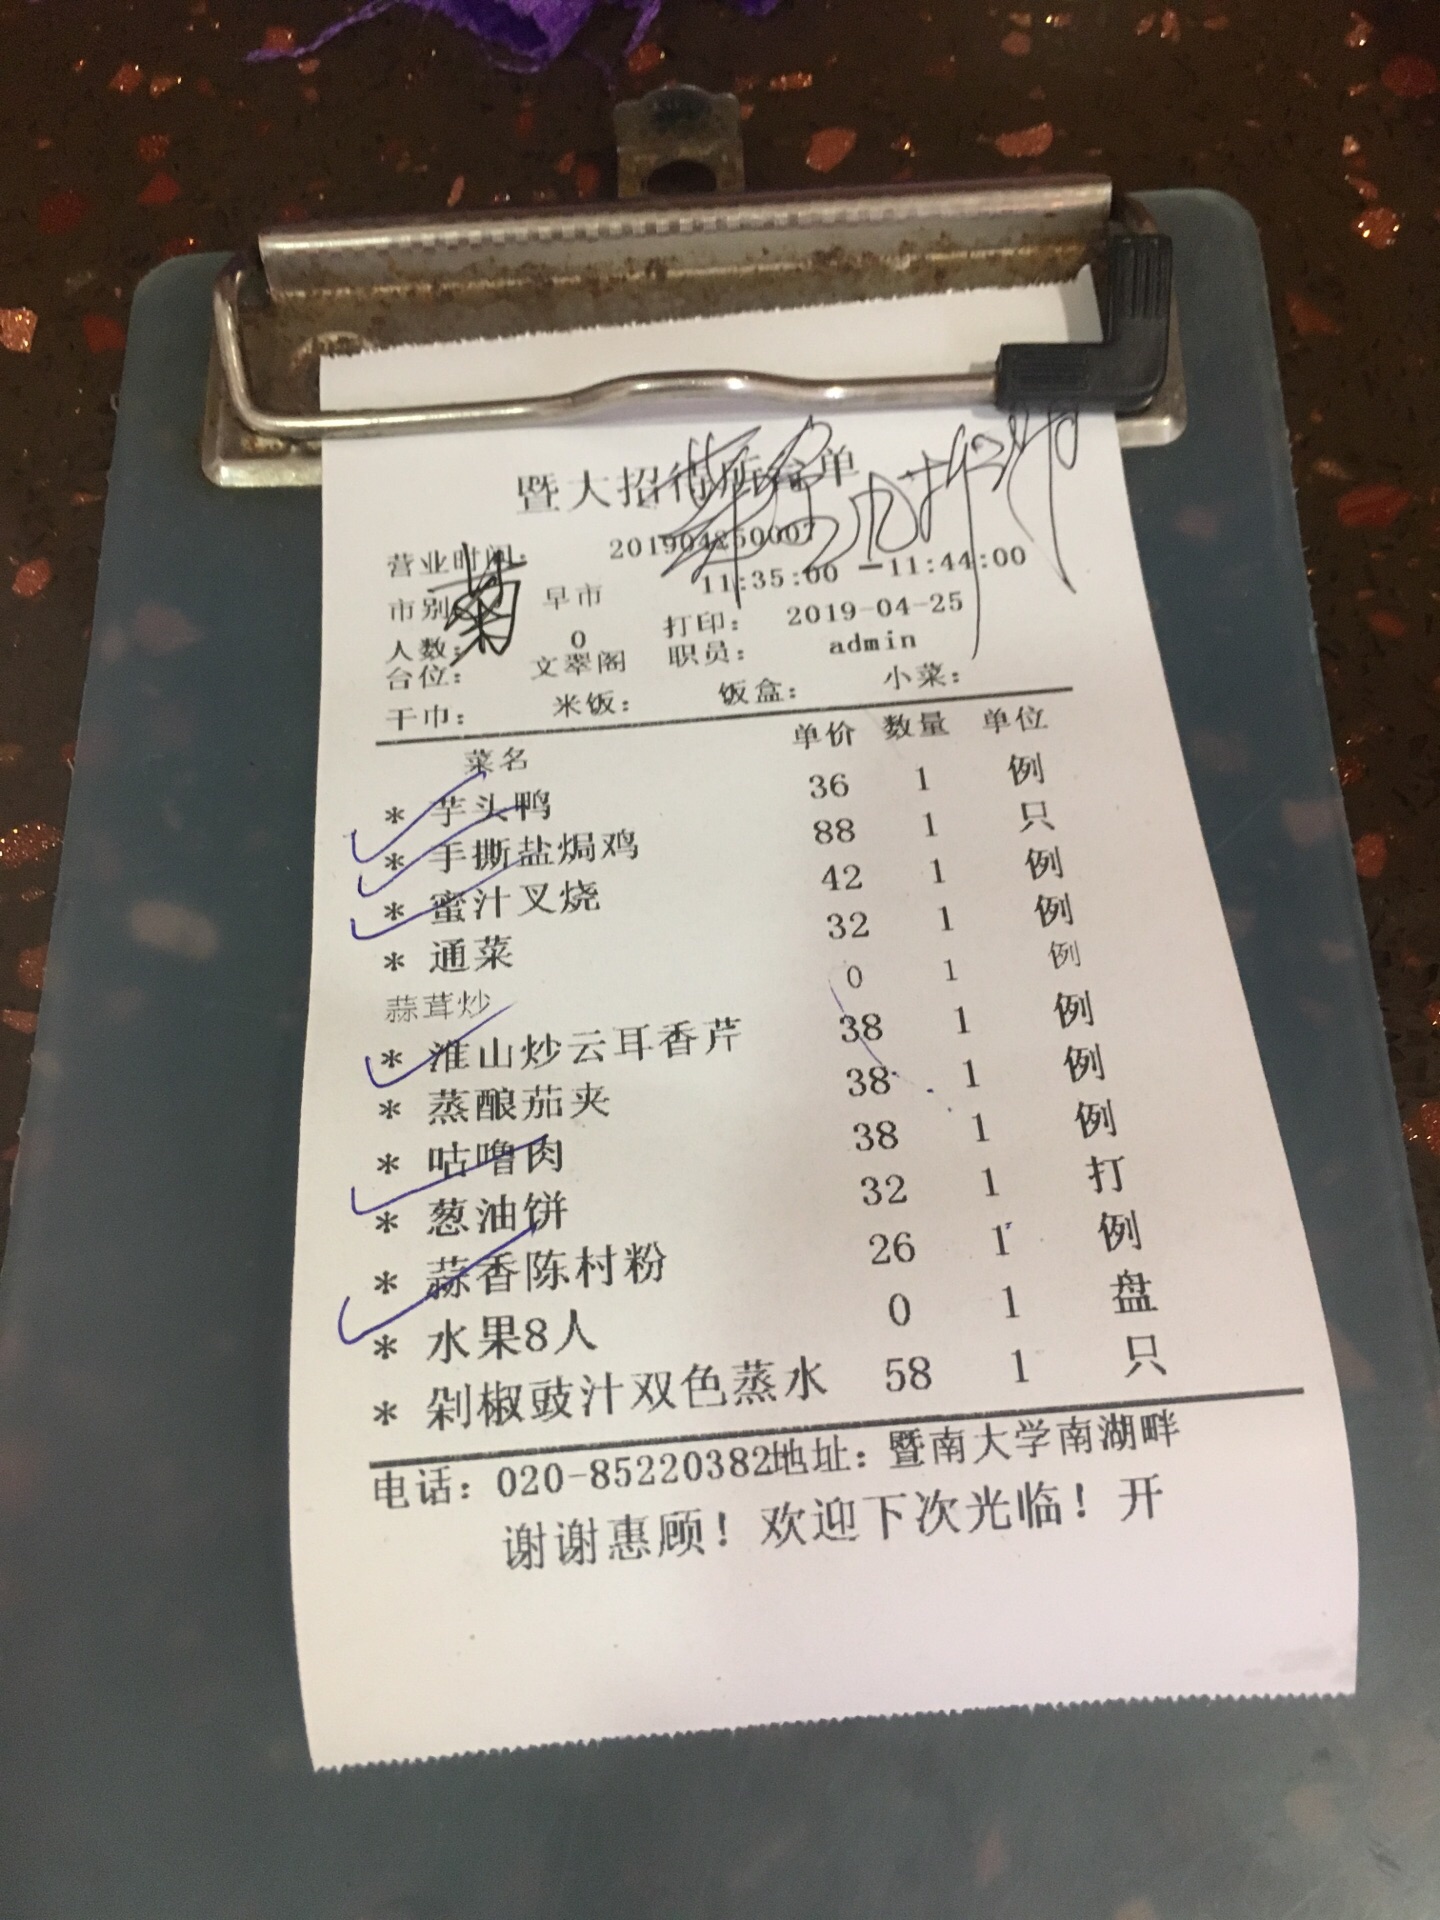 暨大招待所套单
营业时间： 201904250007
11:35:00 —11:44:00
市别 早市
打印： 2019-04-25
人数： 0
职员： admin
台位： 文翠阁
干巾： 米饭： 饭盒： 小菜：
菜名 单价 数量 单位
* 芋头鸭 36 1 例
* 手撕盐焗鸡 88 1 只
* 蜜汁叉烧 42 1 例
* 通菜 32 1 例
蒜茸炒 0 1 例
* 淮山炒云耳香芹 38 1 例
* 蒸酿茄夹 38 1 例
* 咕噜肉 38 1 例
* 葱油饼 32 1 打
* 蒜香陈村粉 26 1 例
* 水果8人 0 1 盘
* 剁椒豉汁双色蒸水 58 1 只
电话：020-85220382地址：暨南大学南湖畔
谢谢惠顾！欢迎下次光临！开